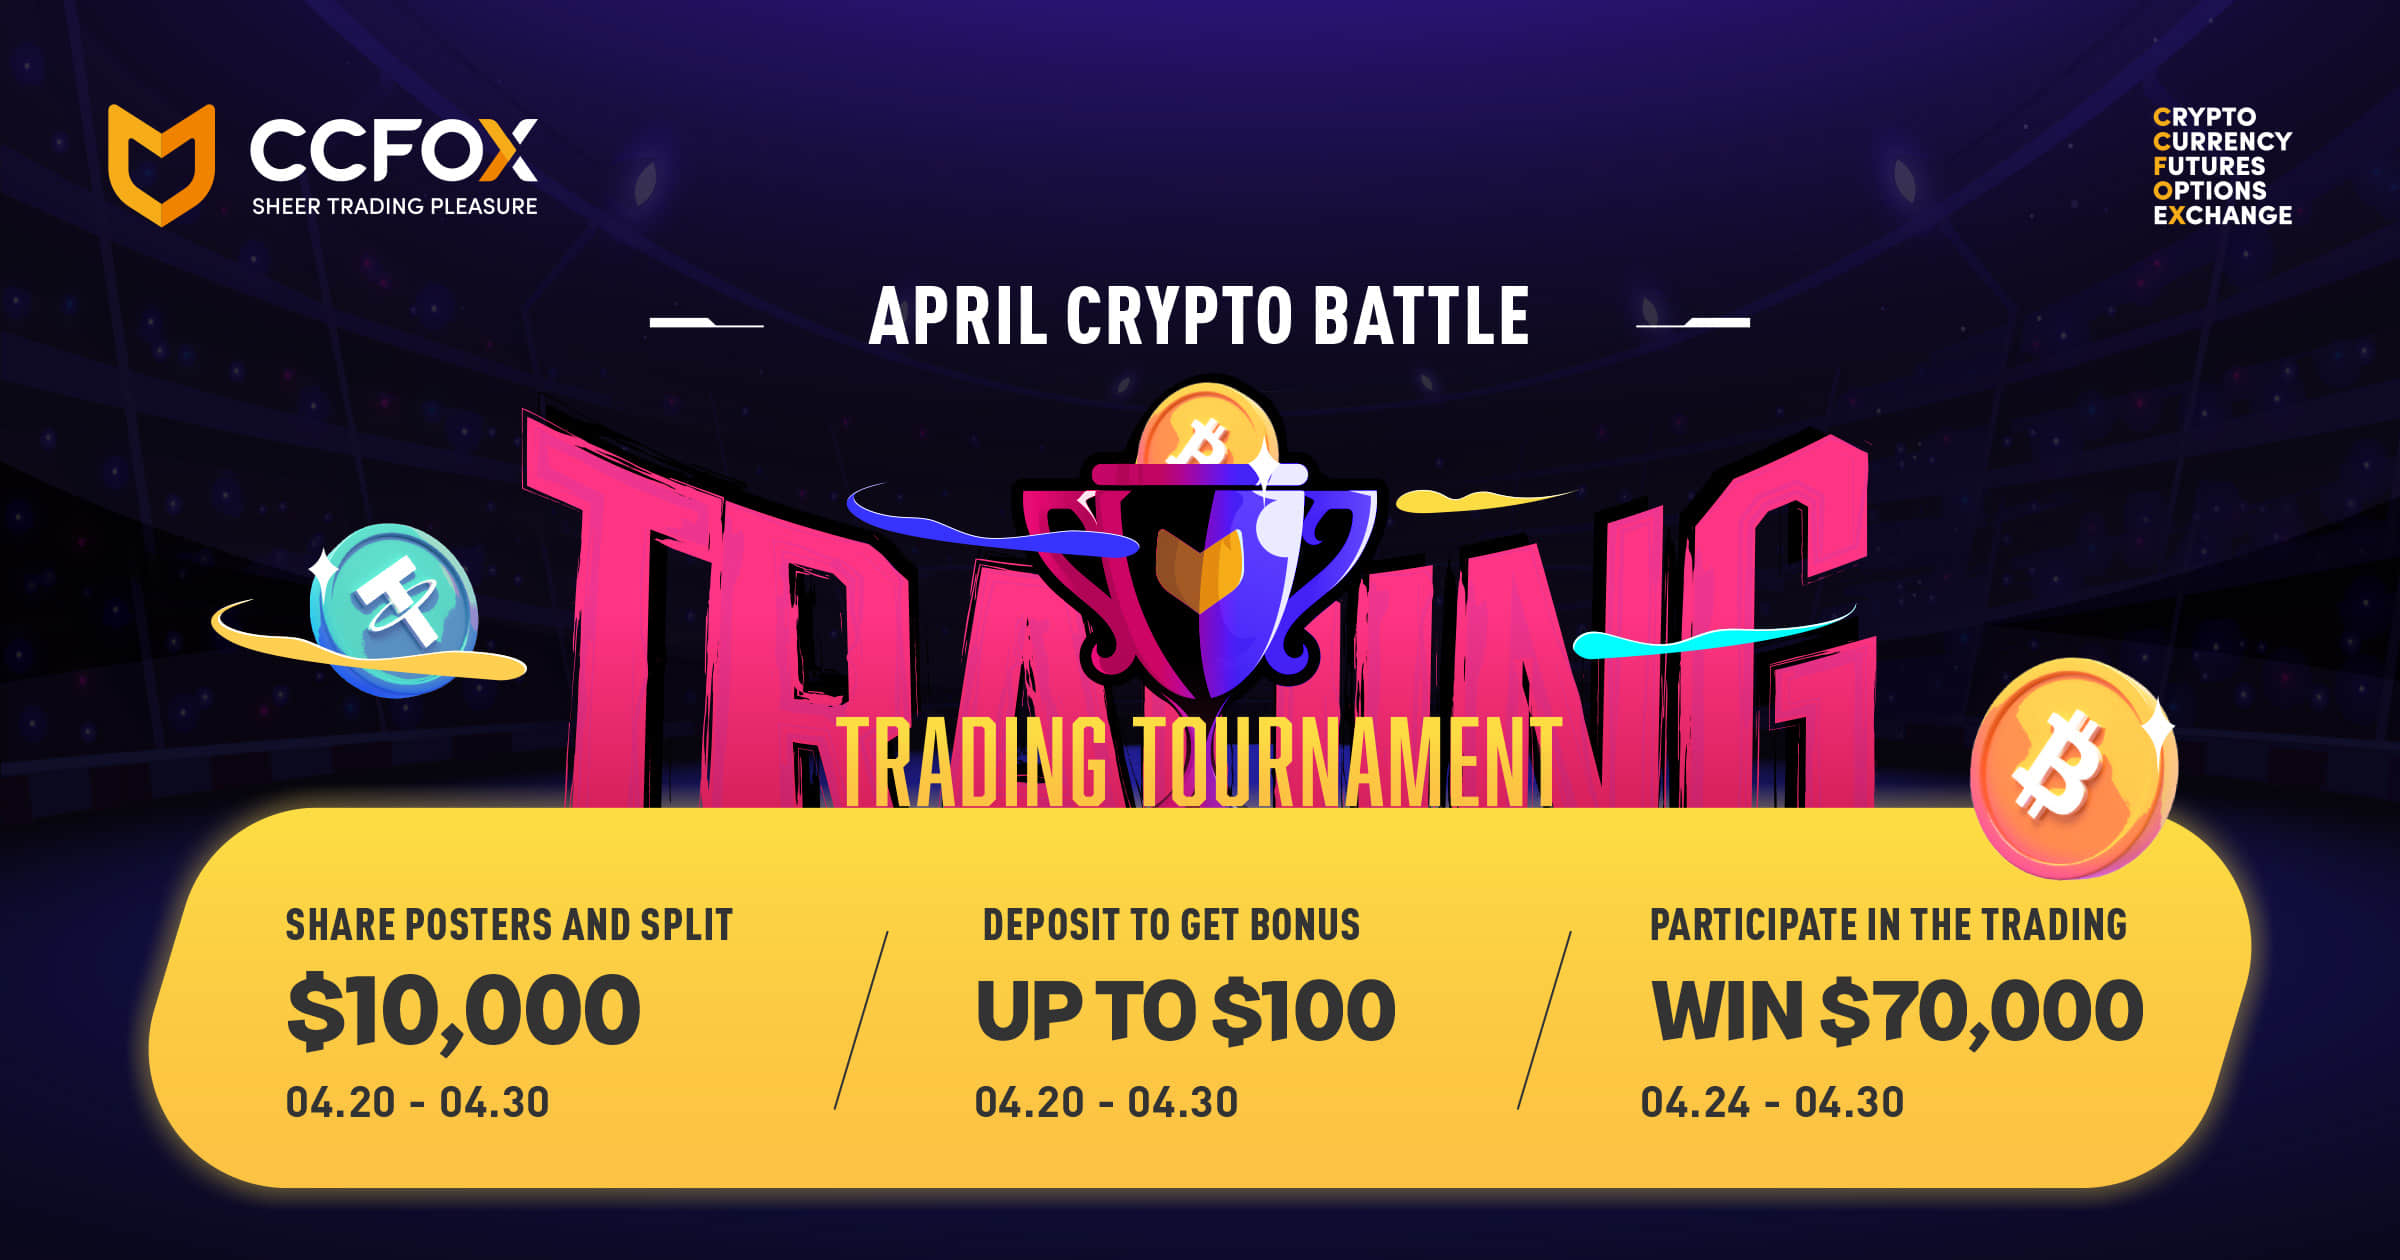 CCFOX
SHEER TRADING PLEASURE
CRYPTO
CURRENCY
FUTURES
OPTIONS
EXCHANGE
APRIL CRYPTO BATTLE
TRADING
TRADING TOURNAMENT
SHARE POSTERS AND SPLIT
$10,000
04.20 - 04.30
DEPOSIT TO GET BONUS
UP TO $100
04.20 - 04.30
PARTICIPATE IN THE TRADING
WIN $70,000
04.24 - 04.30